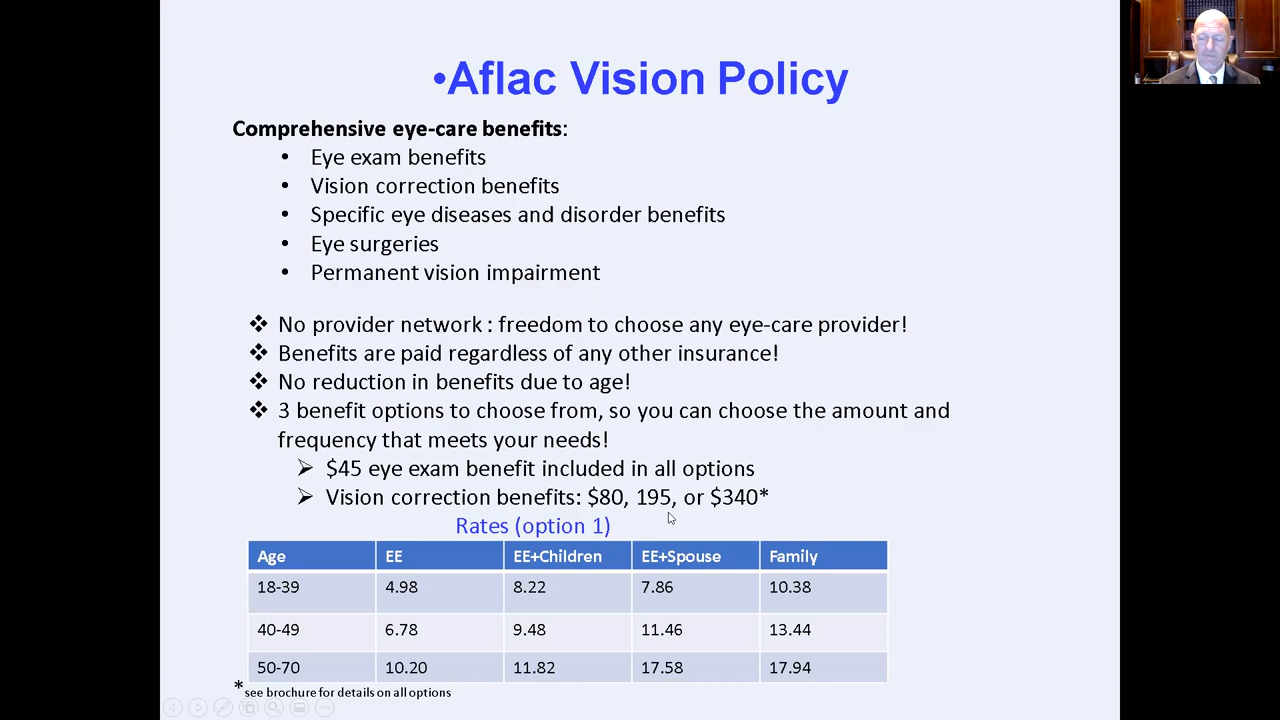 •Aflac Vision Policy
Comprehensive eye-care benefits:
• Eye exam benefits
• Vision correction benefits
• Specific eye diseases and disorder benefits
• Eye surgeries
• Permanent vision impairment
❖ No provider network : freedom to choose any eye-care provider!
❖ Benefits are paid regardless of any other insurance!
❖ No reduction in benefits due to age!
❖ 3 benefit options to choose from, so you can choose the amount and
frequency that meets your needs!
➢ $45 eye exam benefit included in all options
➢ Vision correction benefits: $80, 195, or $340*
Rates (option 1)
Age EE EE+Children EE+Spouse Family
18-39 4.98 8.22 7.86 10.38
40-49 6.78 9.48 11.46 13.44
50-70 10.20 11.82 17.58 17.94
*see brochure for details on all options